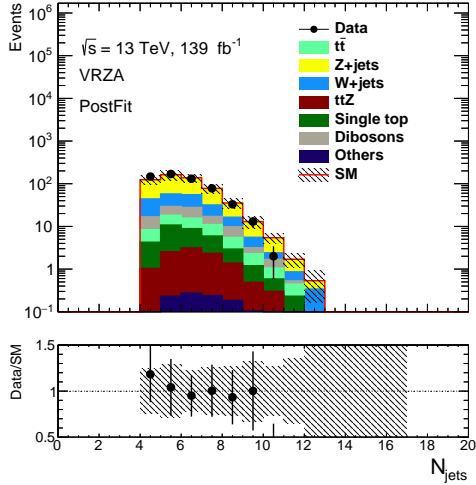 Events
10⁶
10⁵
10⁴
10³
10²
10
1
10⁻¹
√s = 13 TeV, 139 fb⁻¹
VRZA
PostFit
Data
tt̄
Z+jets
W+jets
ttZ
Single top
Dibosons
Others
SM
Data/SM
1.5
1
0.5
0 2 4 6 8 10 12 14 16 18 20
N_jets